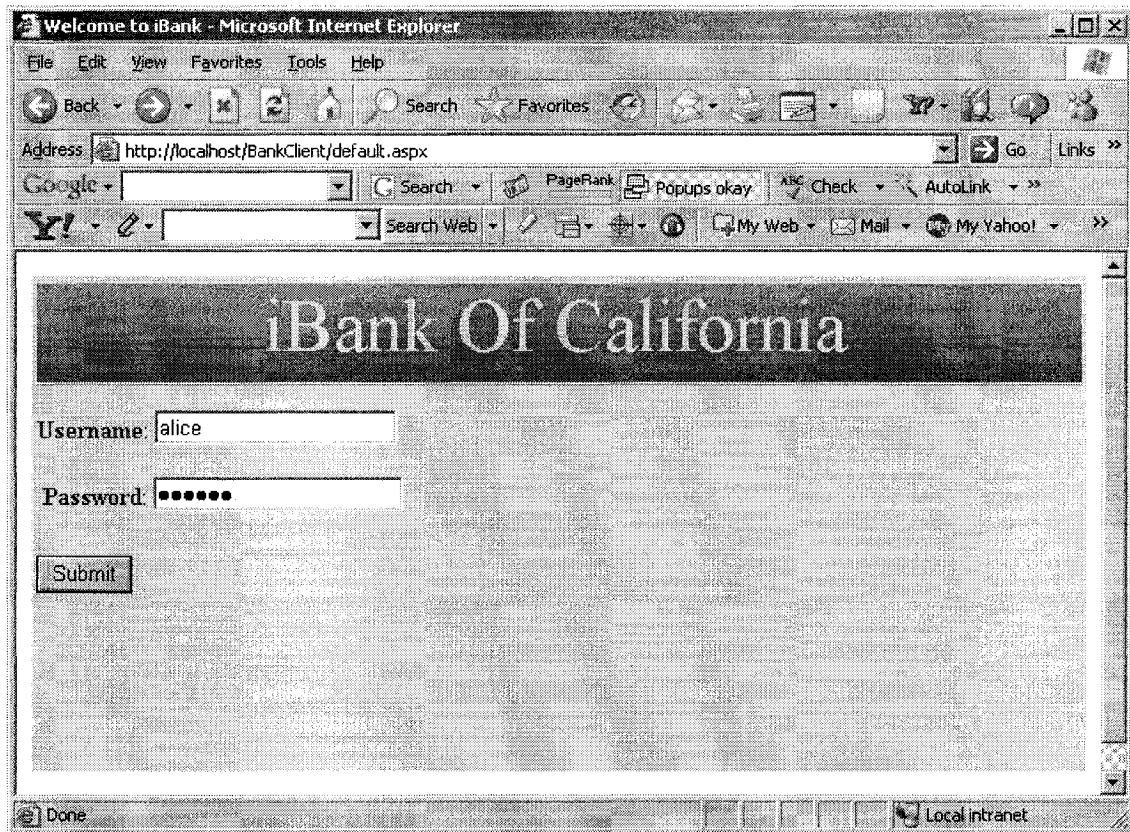 Welcome to iBank - Microsoft Internet Explorer
File Edit View Favorites Tools Help
Back Search Favorites
Address http://localhost/BankClient/default.aspx Go Links »
Google Search PageRank Popups okay ABC Check AutoLink »
Y! Search Web My Web Mail My Yahoo! »
iBank Of California
Username: alice
Password: ••••••
Submit
Done Local intranet